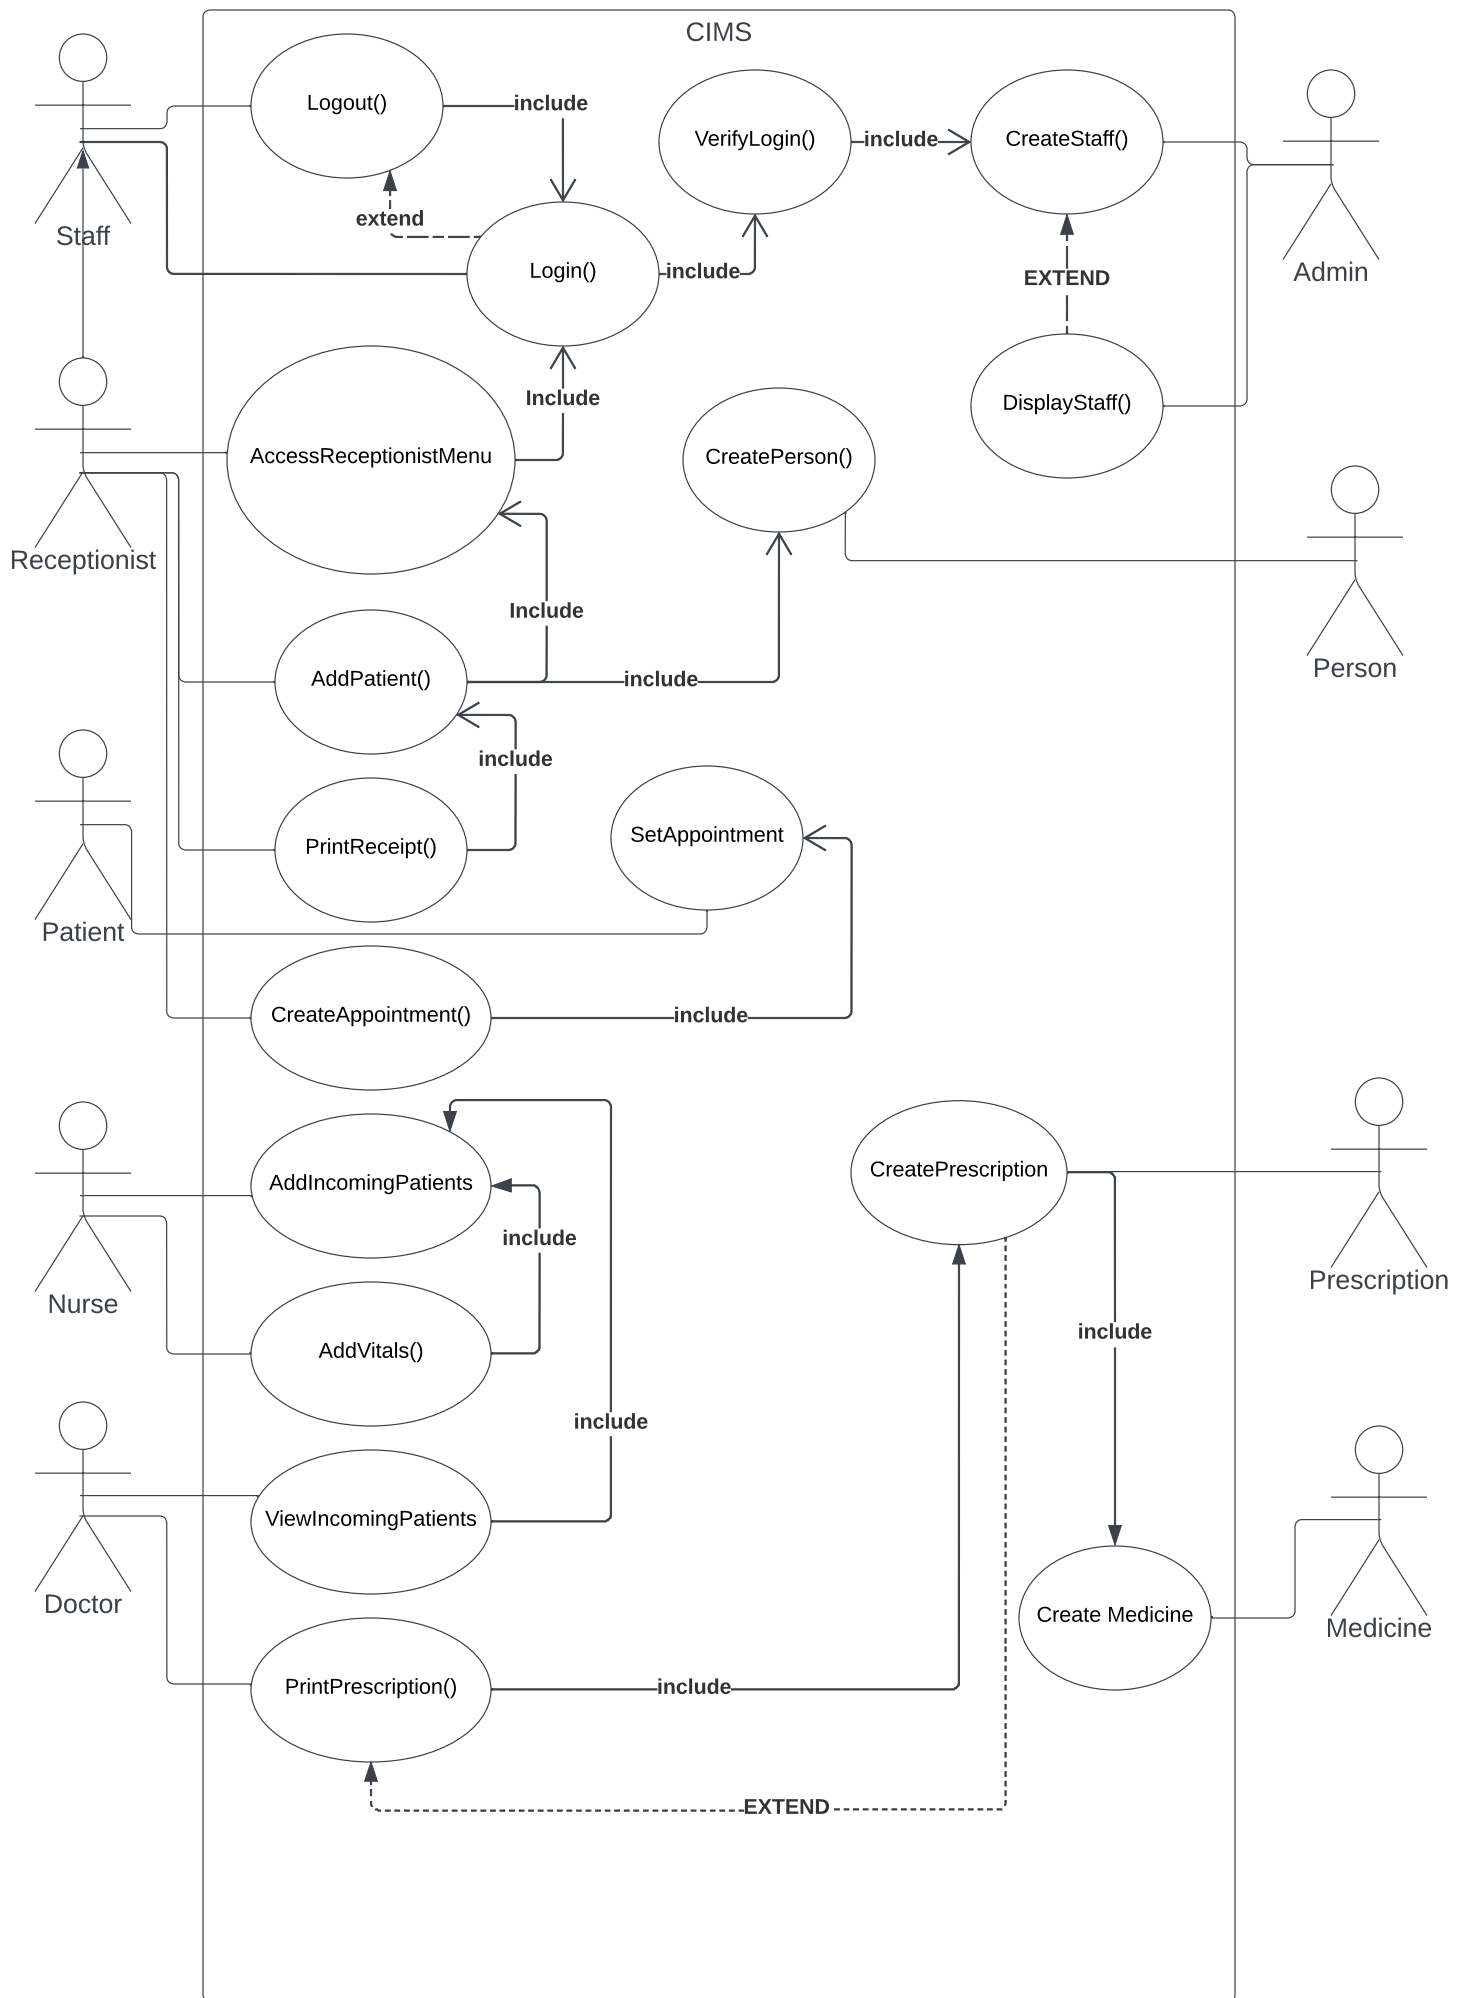 CIMS
Logout()
include
VerifyLogin()
include
CreateStaff()
extend
Staff
Login()
include
EXTEND
Admin
Include
DisplayStaff()
AccessReceptionistMenu
CreatePerson()
Receptionist
Include
Person
AddPatient()
include
include
PrintReceipt()
SetAppointment
Patient
CreateAppointment()
include
AddIncomingPatients
CreatePrescription
include
Prescription
Nurse
AddVitals()
include
include
ViewIncomingPatients
Doctor
Create Medicine
Medicine
PrintPrescription()
include
EXTEND